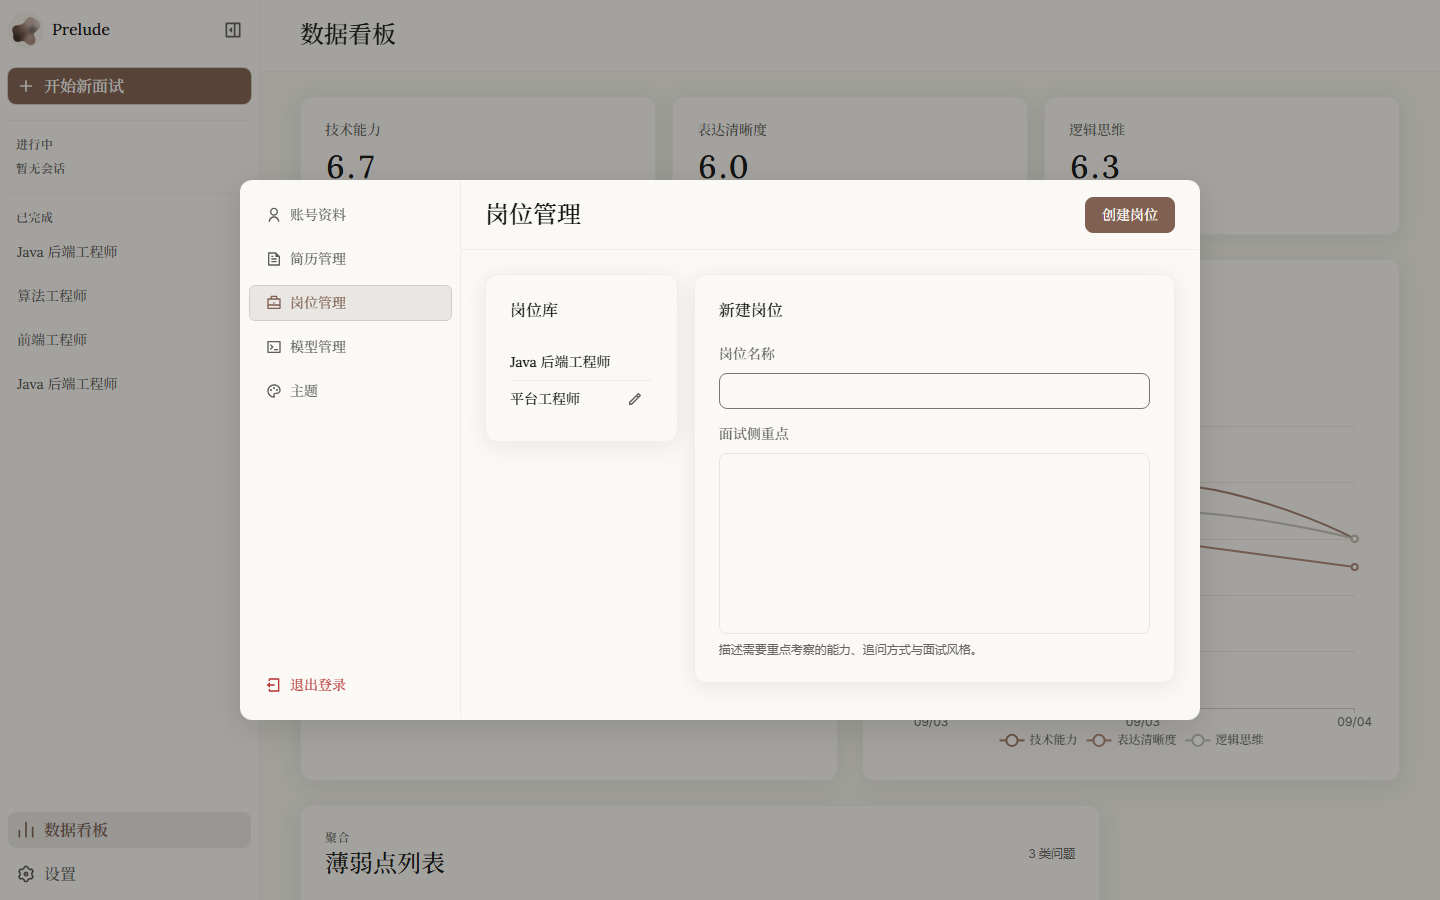 Prelude
开始新面试
进行中
暂无会话
已完成
Java 后端工程师
算法工程师
前端工程师
Java 后端工程师
数据看板
设置
数据看板
技术能力
6.7
表达清晰度
6.0
逻辑思维
6.3
账号资料
简历管理
岗位管理
模型管理
主题
退出登录
岗位管理
创建岗位
岗位库
Java 后端工程师
平台工程师
新建岗位
岗位名称
面试侧重点
描述需要重点考察的能力、追问方式与面试风格。
09/03
09/03
09/04
技术能力
表达清晰度
逻辑思维
聚合
薄弱点列表
3 类问题